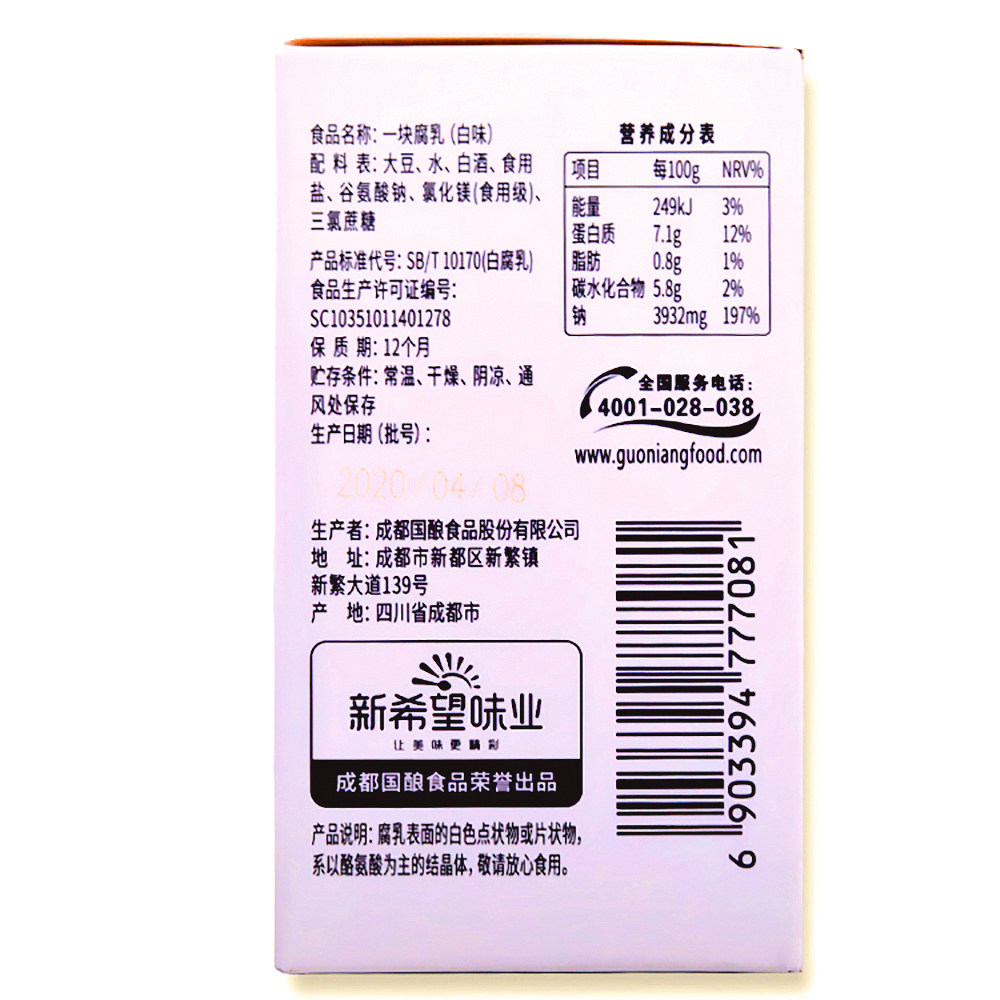 食品名称：一块腐乳（白味）
配 料 表：大豆、水、白酒、食用
盐、谷氨酸钠、氯化镁(食用级)、
三氯蔗糖
产品标准代号：SB/T 10170(白腐乳)
食品生产许可证编号：
SC10351011401278
保 质 期：12个月
贮存条件：常温、干燥、阴凉、通
风处保存
生产日期（批号）：
2020 / 04 / 08
营养成分表
项目 每100g NRV%
能量 249kJ 3%
蛋白质 7.1g 12%
脂肪 0.8g 1%
碳水化合物 5.8g 2%
钠 3932mg 197%
全国服务电话：
4001-028-038
www.guoniangfood.com
生产者：成都国酿食品股份有限公司
地 址：成都市新都区新繁镇
新繁大道139号
产 地：四川省成都市
新希望味业
让美味更精彩
成都国酿食品荣誉出品
产品说明：腐乳表面的白色点状物或片状物，
系以酪氨酸为主的结晶体，敬请放心食用。
6 903394 777081